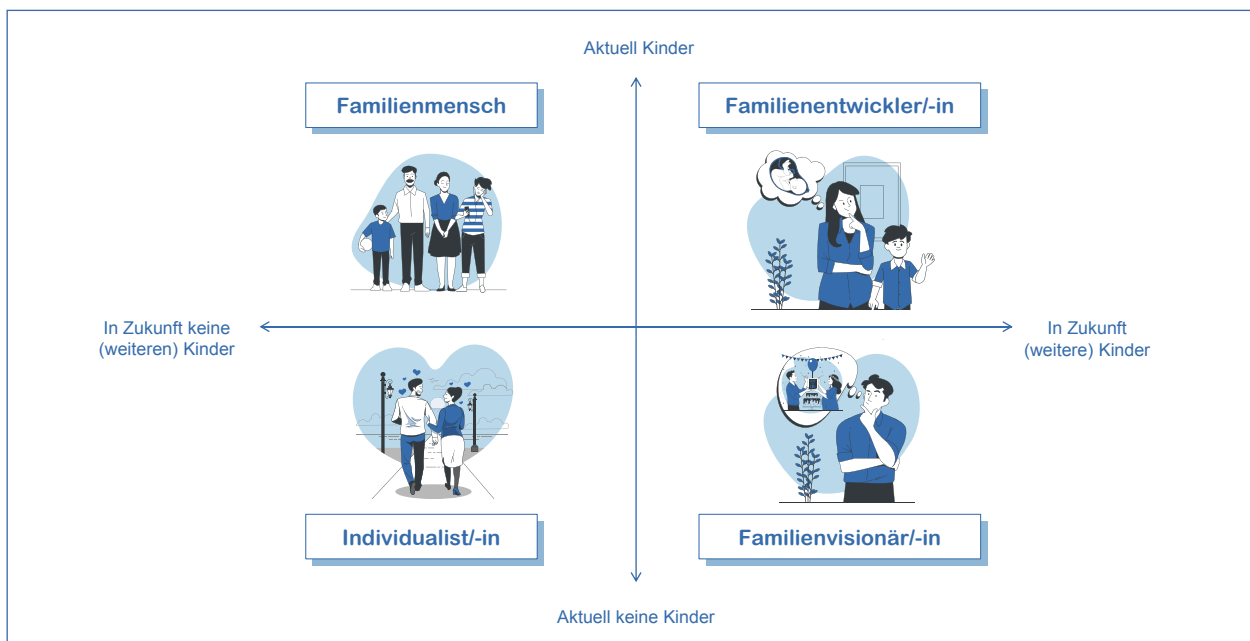 Aktuell Kinder
Familienmensch
Familienentwickler/-in
In Zukunft keine
(weiteren) Kinder
In Zukunft
(weitere) Kinder
Individualist/-in
Familienvisionär/-in
Aktuell keine Kinder